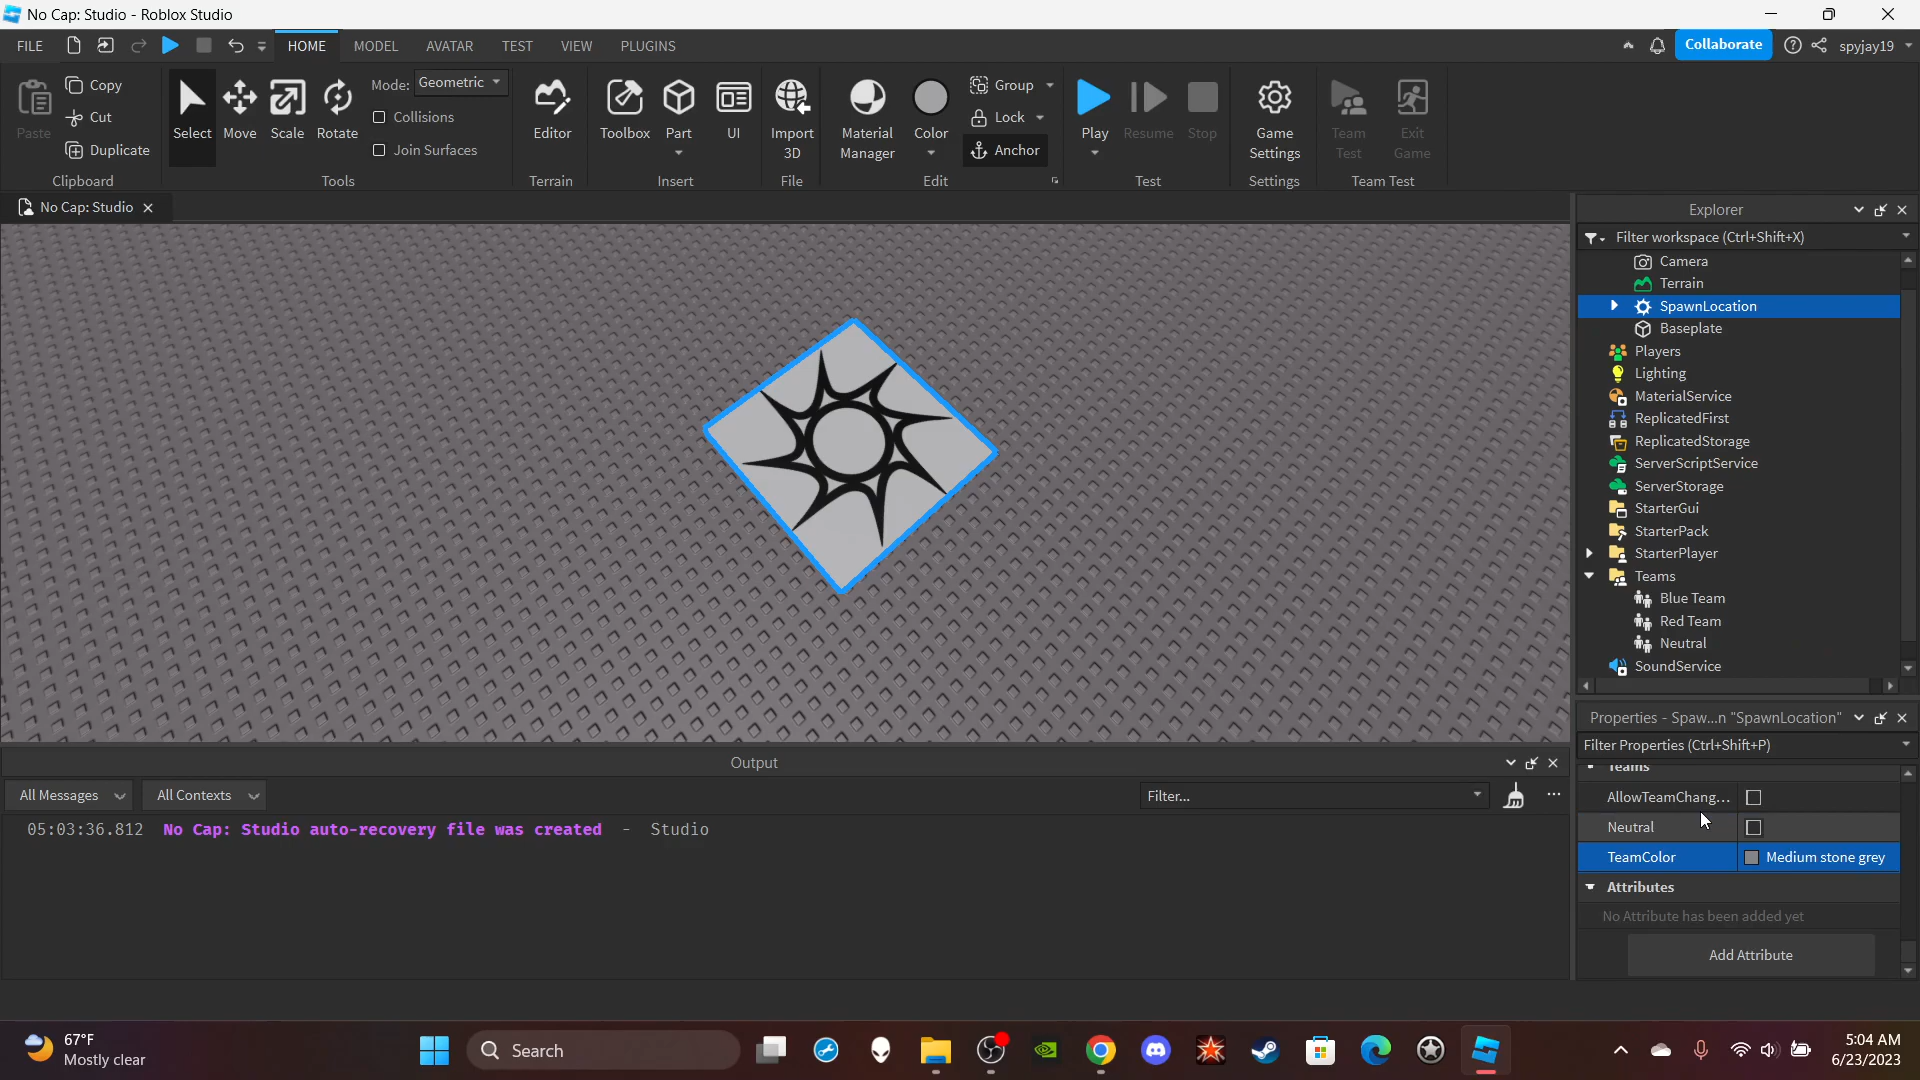 No Cap: Studio - Roblox Studio
FILE HOME MODEL AVATAR TEST VIEW PLUGINS Collaborate spyjay19
Paste Copy Cut Duplicate Clipboard
Select Move Scale Rotate Mode: Geometric Collisions Join Surfaces Tools
Editor Terrain
Toolbox Part UI Insert
Import 3D File
Material Manager Color Group Lock Anchor Edit
Play Resume Stop Test
Game Settings Settings
Team Test Exit Game Team Test
No Cap: Studio
Explorer
Filter workspace (Ctrl+Shift+X)
Camera
Terrain
SpawnLocation
Baseplate
Players
Lighting
MaterialService
ReplicatedFirst
ReplicatedStorage
ServerScriptService
ServerStorage
StarterGui
StarterPack
StarterPlayer
Teams
Blue Team
Red Team
Neutral
SoundService
Properties - Spaw...n "SpawnLocation"
Filter Properties (Ctrl+Shift+P)
Teams
AllowTeamChang...
Neutral
TeamColor Medium stone grey
Attributes
No Attribute has been added yet
Add Attribute
Output
All Messages All Contexts Filter...
05:03:36.812 No Cap: Studio auto-recovery file was created - Studio
67°F
Mostly clear
Search
5:04 AM
6/23/2023